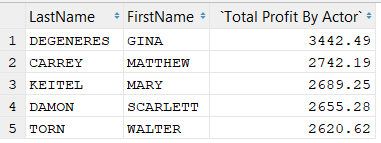 LastName FirstName `Total Profit By Actor`
1 DEGENERES GINA 3442.49
2 CARREY MATTHEW 2742.19
3 KEITEL MARY 2689.25
4 DAMON SCARLETT 2655.28
5 TORN WALTER 2620.62